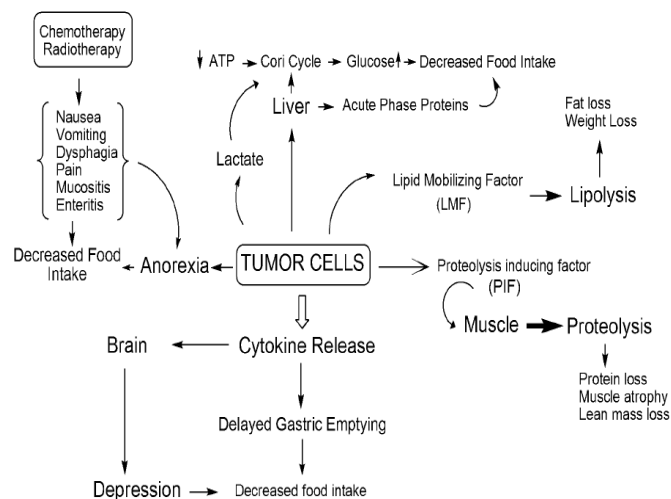 Chemotherapy
Radiotherapy
Nausea
Vomiting
Dysphagia
Pain
Mucositis
Enteritis
Decreased Food
Intake
Anorexia
TUMOR CELLS
ATP
Cori Cycle
Glucose
Decreased Food Intake
Liver
Acute Phase Proteins
Lactate
Fat loss
Weight Loss
Lipid Mobilizing Factor
(LMF)
Lipolysis
Proteolysis inducing factor
(PIF)
Muscle
Proteolysis
Protein loss
Muscle atrophy
Lean mass loss
Brain
Cytokine Release
Delayed Gastric Emptying
Depression
Decreased food intake